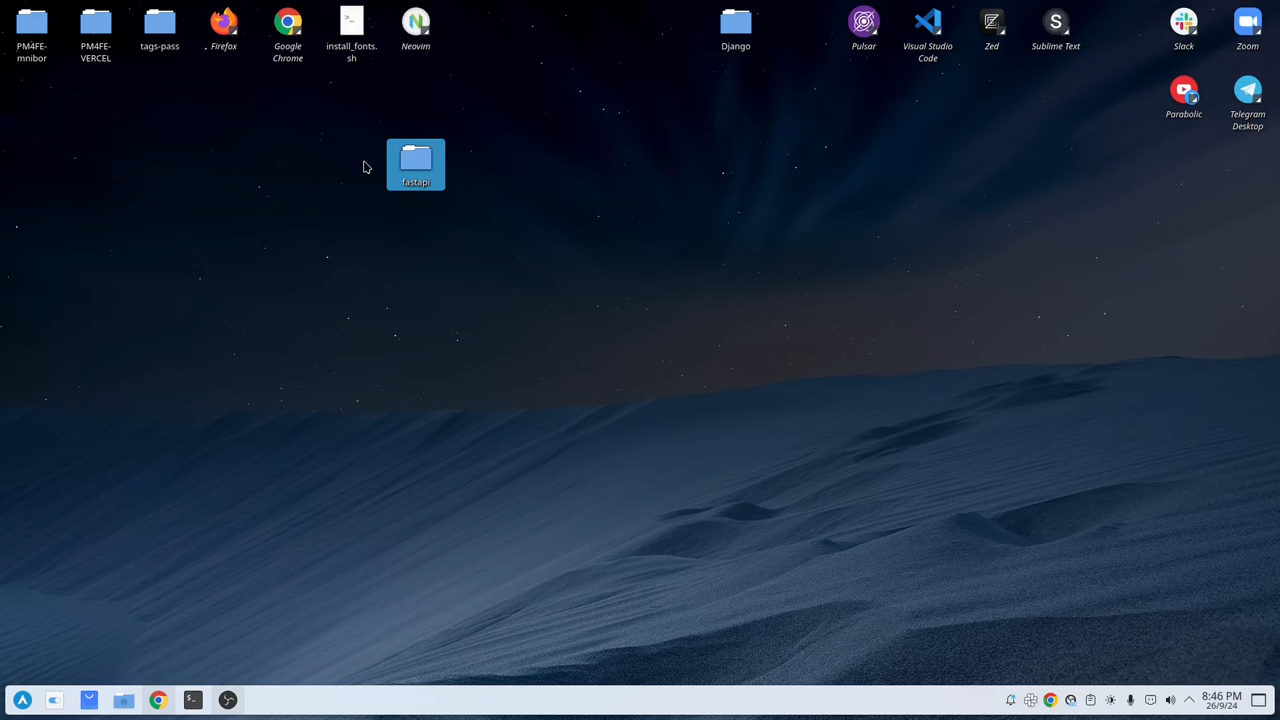 PM4FE-
mnibor
PM4FE-
VERCEL
tags-pass
Firefox
Google
Chrome
>_
install_fonts.
sh
Neovim
Django
Pulsar
Visual Studio
Code
Zed
S
Sublime Text
Slack
Zoom
Parabolic
Telegram
Desktop
fastapi
8:46 PM
26/9/24